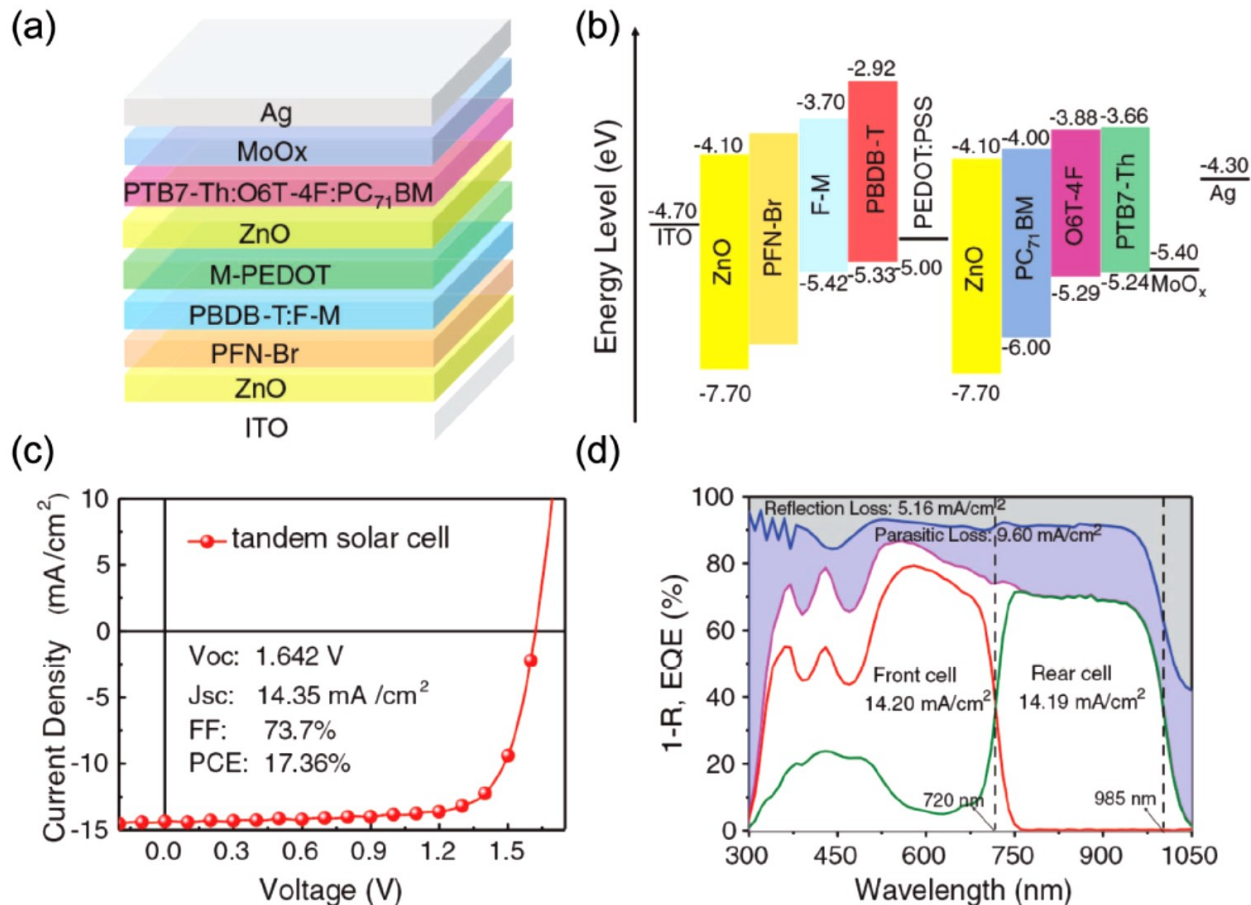 (a)
Ag
MoOx
PTB7-Th:O6T-4F:PC₇₁BM
ZnO
M-PEDOT
PBDB-T:F-M
PFN-Br
ZnO
ITO
(b)
Energy Level (eV)
-4.70
ITO
-4.10
ZnO
-7.70
PFN-Br
-3.70
F-M
-5.42
-2.92
PBDB-T
-5.33
PEDOT:PSS
-5.00
-4.10
ZnO
-7.70
-4.00
PC₇₁BM
-6.00
-3.88
O6T-4F
-5.29
-3.66
PTB7-Th
-5.24
-5.40
MoOₓ
-4.30
Ag
(c)
Current Density (mA/cm²)
10
5
0
-5
-10
-15
tandem solar cell
Voc: 1.642 V
Jsc: 14.35 mA /cm²
FF: 73.7%
PCE: 17.36%
0.0 0.3 0.6 0.9 1.2 1.5
Voltage (V)
(d)
1-R, EQE (%)
100
80
60
40
20
0
Reflection Loss: 5.16 mA/cm²
Parasitic Loss: 9.60 mA/cm²
Front cell
14.20 mA/cm²
Rear cell
14.19 mA/cm²
720 nm
985 nm
300 450 600 750 900 1050
Wavelength (nm)